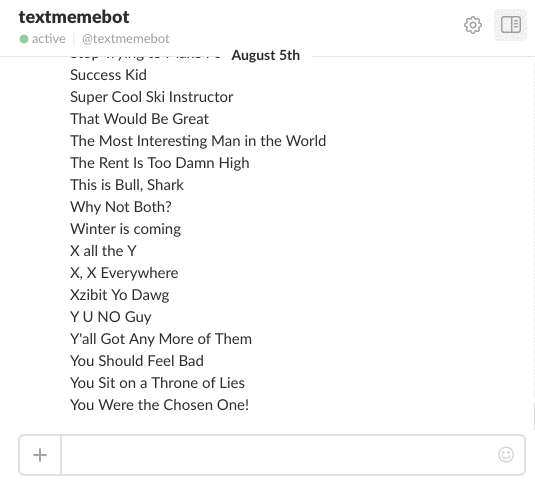 textmemebot
active | @textmemebot
August 5th
Success Kid
Super Cool Ski Instructor
That Would Be Great
The Most Interesting Man in the World
The Rent Is Too Damn High
This is Bull, Shark
Why Not Both?
Winter is coming
X all the Y
X, X Everywhere
Xzibit Yo Dawg
Y U NO Guy
Y'all Got Any More of Them
You Should Feel Bad
You Sit on a Throne of Lies
You Were the Chosen One!